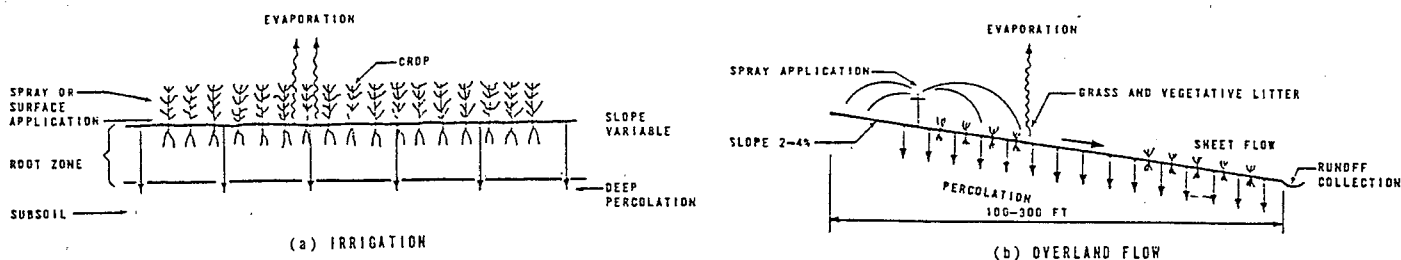 EVAPORATION
CROP
SPRAY OR
SURFACE
APPLICATION
SLOPE
VARIABLE
ROOT ZONE
DEEP
PERCOLATION
SUBSOIL
(a) IRRIGATION
EVAPORATION
SPRAY APPLICATION
GRASS AND VEGETATIVE LITTER
SLOPE 2-4%
SHEET FLOW
RUNOFF
COLLECTION
PERCOLATION
100-300 FT
(b) OVERLAND FLOW